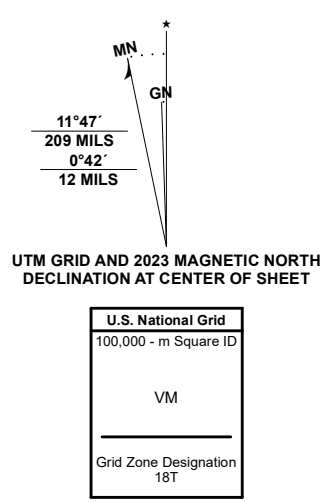 ★
MN
GN
11°47´
209 MILS
0°42´
12 MILS
UTM GRID AND 2023 MAGNETIC NORTH
DECLINATION AT CENTER OF SHEET
U.S. National Grid
100,000 - m Square ID
VM
Grid Zone Designation
18T